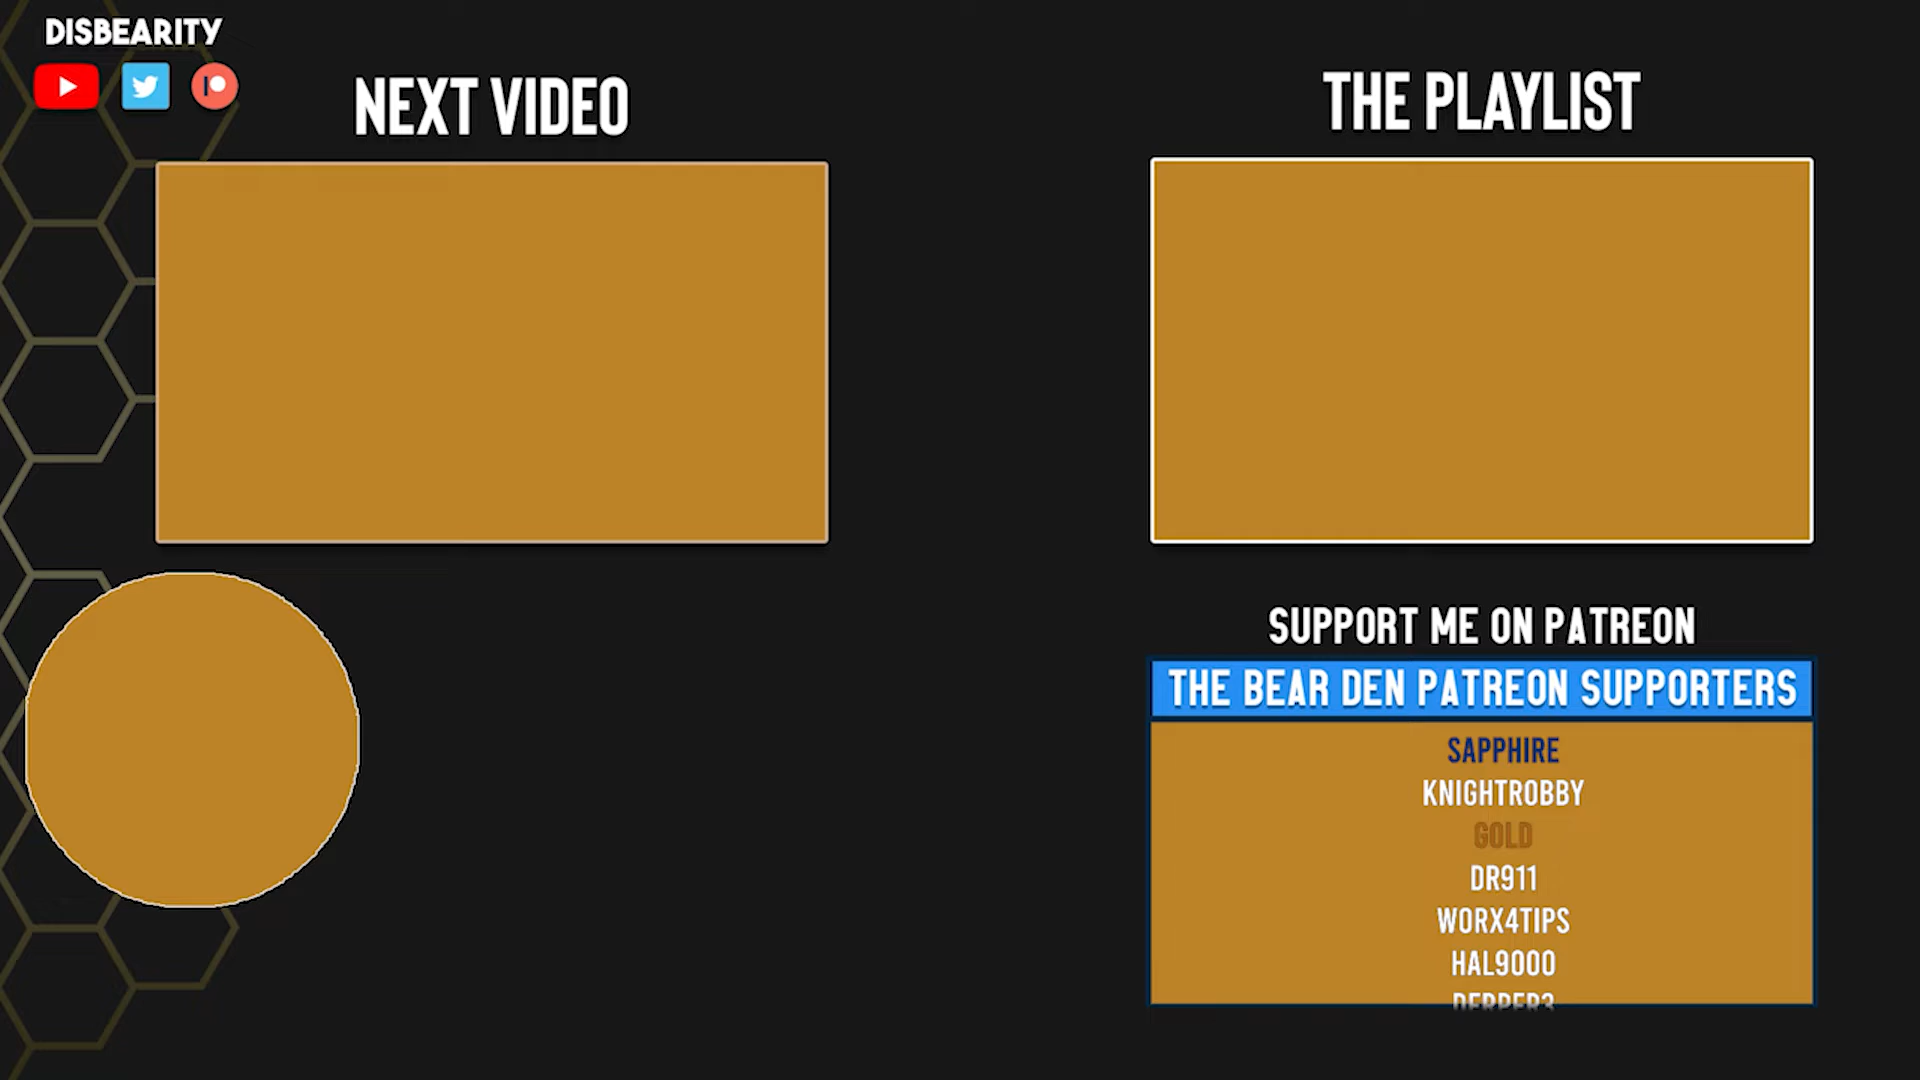 DISBEARITY
NEXT VIDEO
THE PLAYLIST
SUPPORT ME ON PATREON
THE BEAR DEN PATREON SUPPORTERS
SAPPHIRE
KNIGHTROBBY
GOLD
DR911
WORX4TIPS
HAL9000